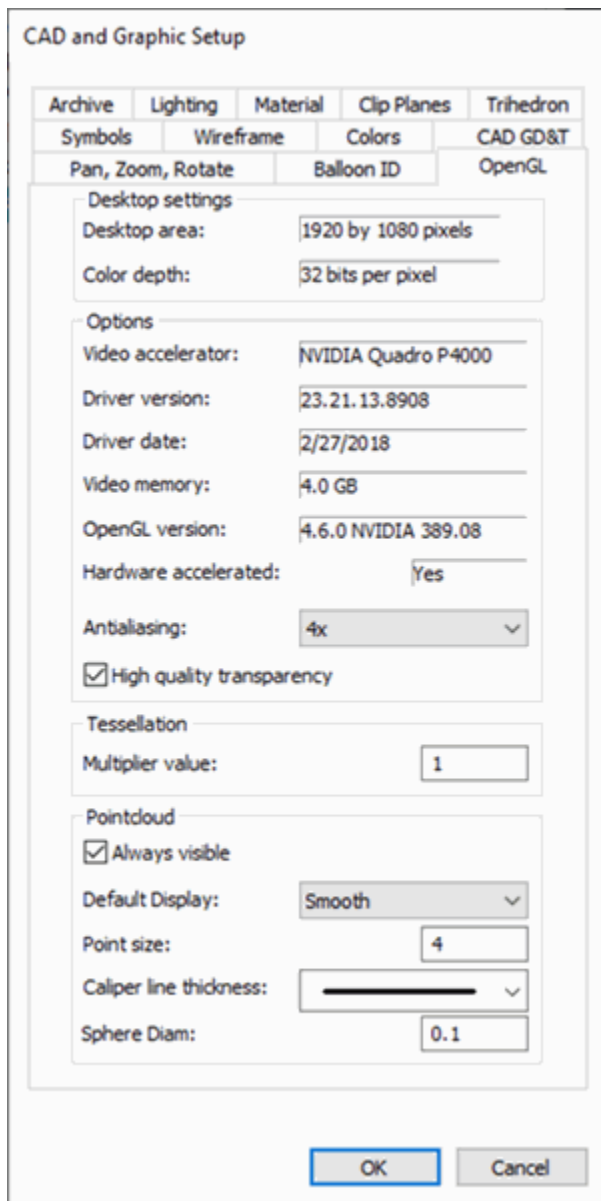 CAD and Graphic Setup
Archive Lighting Material Clip Planes Trihedron
Symbols Wireframe Colors CAD GD&T
Pan, Zoom, Rotate Balloon ID OpenGL
Desktop settings
Desktop area: 1920 by 1080 pixels
Color depth: 32 bits per pixel
Options
Video accelerator: NVIDIA Quadro P4000
Driver version: 23.21.13.8908
Driver date: 2/27/2018
Video memory: 4.0 GB
OpenGL version: 4.6.0 NVIDIA 389.08
Hardware accelerated: Yes
Antialiasing: 4x
High quality transparency
Tessellation
Multiplier value: 1
Pointcloud
Always visible
Default Display: Smooth
Point size: 4
Caliper line thickness:
Sphere Diam: 0.1
OK Cancel